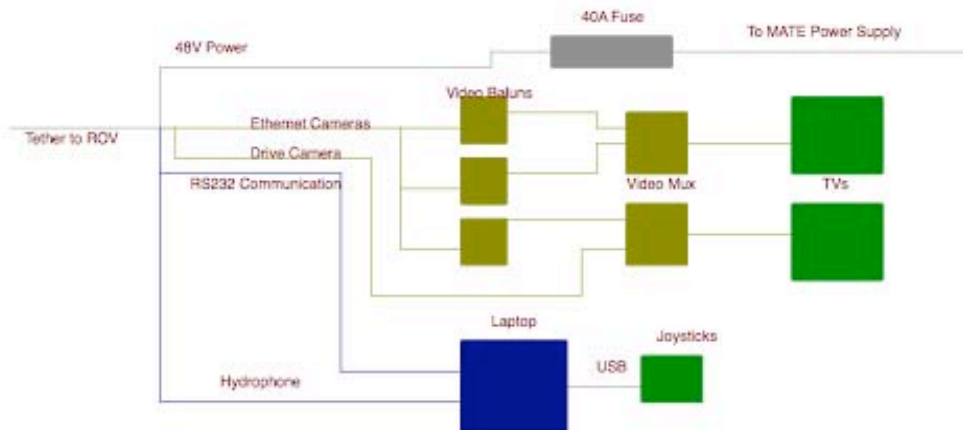 40A Fuse
48V Power
To MATE Power Supply
Video Baluns
Ethernet Cameras
Tether to ROV
Drive Camera
RS232 Communication
Video Mux
TVs
Laptop
Joysticks
USB
Hydrophone